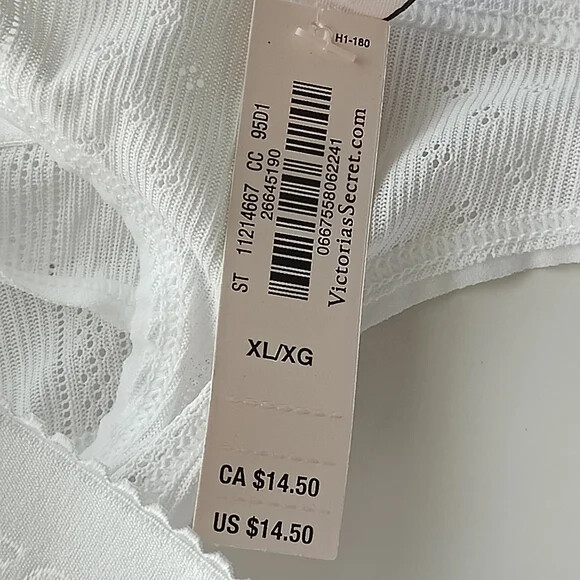 H1-180
ST 11214667 CC 95D1
26645190
0667558062241
VictoriasSecret.com
XL/XG
CA $14.50
US $14.50